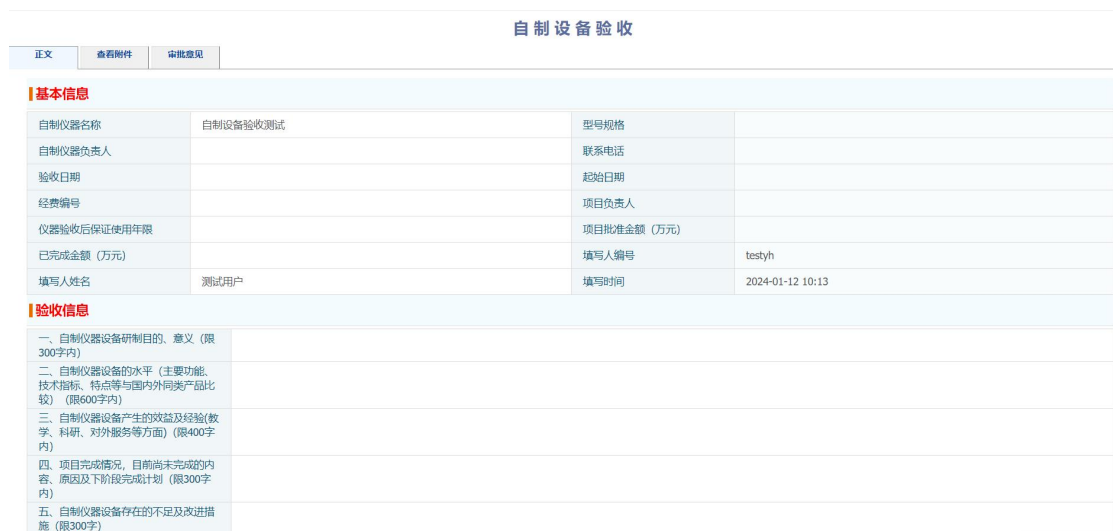 自制设备验收
正文 查看附件 审批意见
基本信息
自制仪器名称 自制设备验收测试 型号规格
自制仪器负责人 联系电话
验收日期 起始日期
经费编号 项目负责人
仪器验收后保证使用年限 项目批准金额（万元）
已完成金额（万元） 填写人编号 testyh
填写人姓名 测试用户 填写时间 2024-01-12 10:13
验收信息
一、自制仪器设备研制目的、意义（限
300字内）
二、自制仪器设备的水平（主要功能、
技术指标、特点等与国内外同类产品比
较）（限600字内）
三、自制仪器设备产生的效益及经验(教
学、科研、对外服务等方面)（限400字
内）
四、项目完成情况，目前尚未完成的内
容、原因及下阶段完成计划（限300字
内）
五、自制仪器设备存在的不足及改进措
施（限300字）